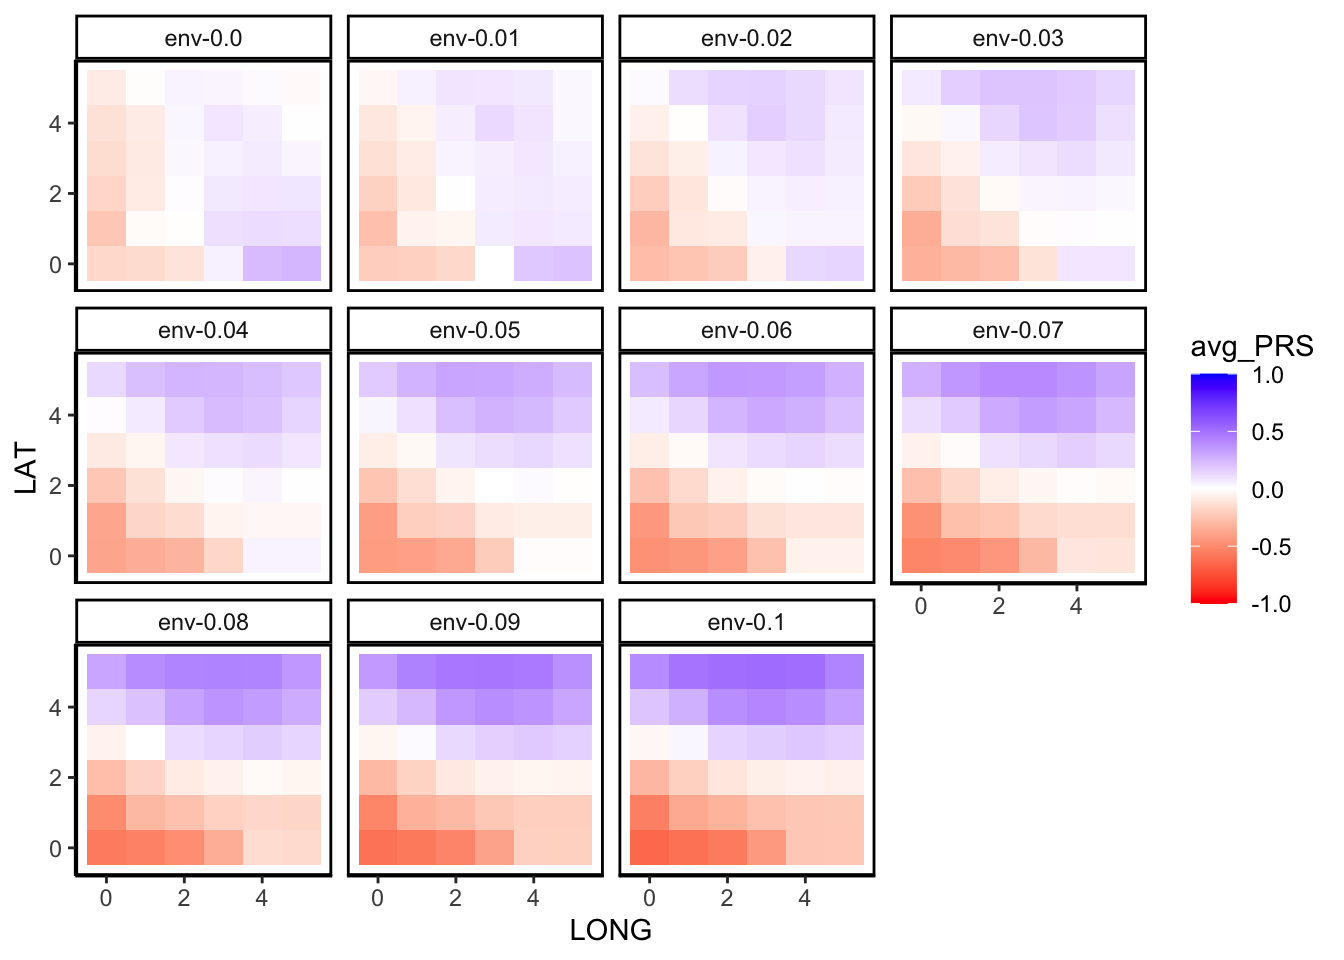 env-0.0 env-0.01 env-0.02 env-0.03
4
2
0
env-0.04 env-0.05 env-0.06 env-0.07
4
2
0
0 2 4
env-0.08 env-0.09 env-0.1
4
2
0
0 2 4 0 2 4 0 2 4
LONG
LAT
avg_PRS
1.0
0.5
0.0
-0.5
-1.0